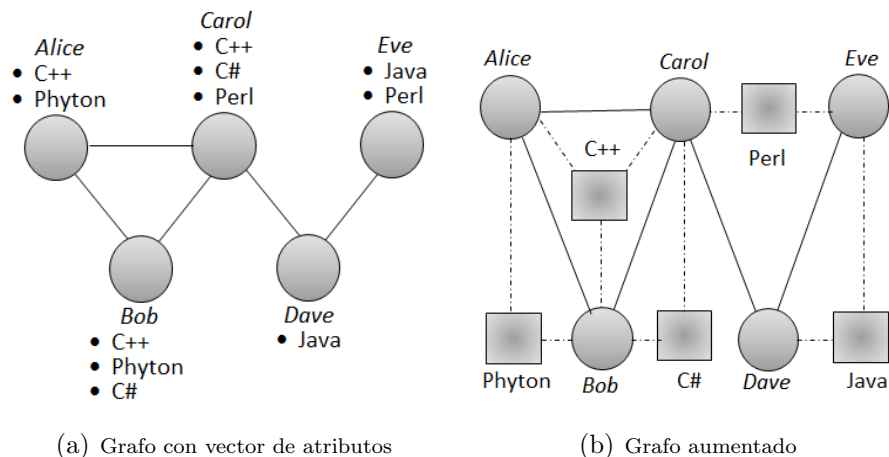 Alice
• C++
• Phyton
Carol
• C++
• C#
• Perl
Eve
• Java
• Perl
Bob
• C++
• Phyton
• C#
Dave
• Java
(a) Grafo con vector de atributos
Alice
Carol
Eve
C++
Perl
Phyton
Bob
C#
Dave
Java
(b) Grafo aumentado